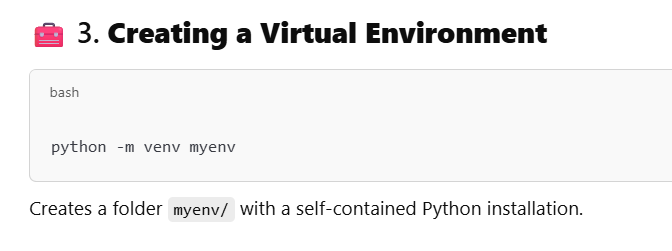 🧰 3. Creating a Virtual Environment
bash
python -m venv myenv
Creates a folder myenv/ with a self-contained Python installation.